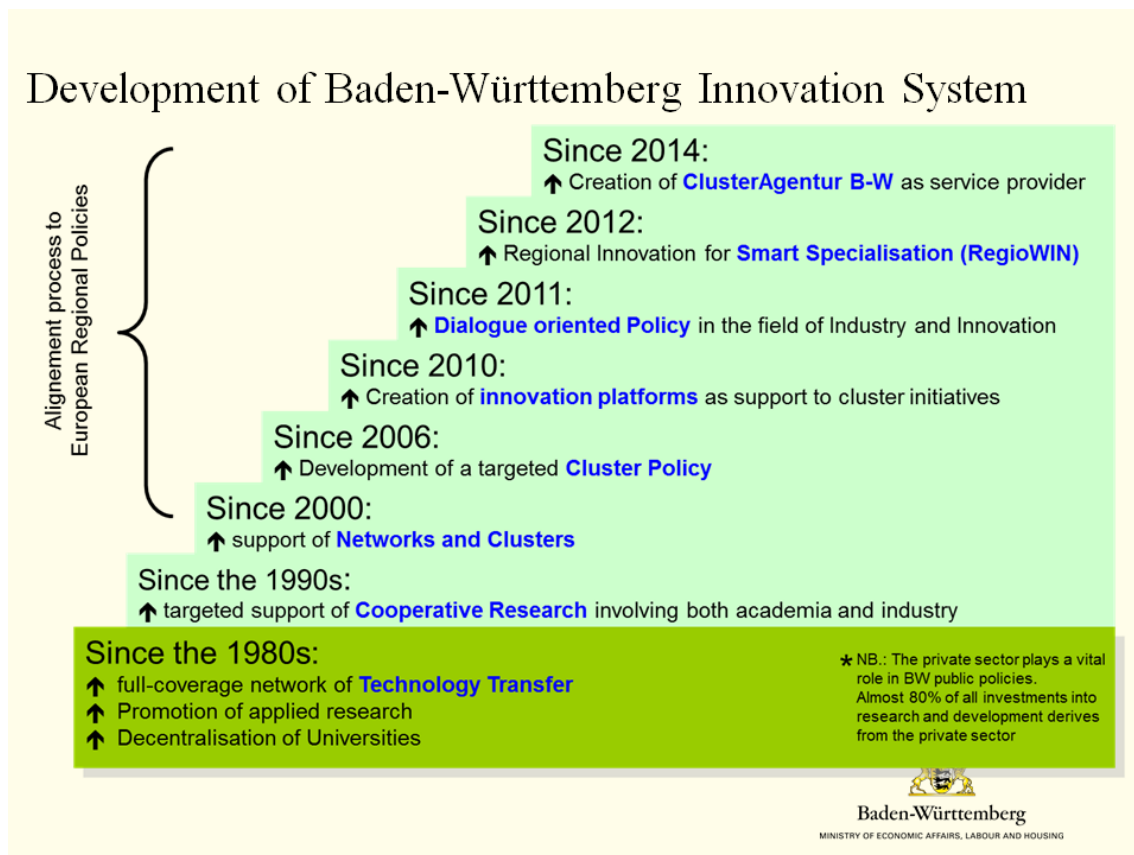 Development of Baden-Württemberg Innovation System
Alignement process to
European Regional Policies
Since 2014:
Creation of ClusterAgentur B-W as service provider
Since 2012:
Regional Innovation for Smart Specialisation (RegioWIN)
Since 2011:
Dialogue oriented Policy in the field of Industry and Innovation
Since 2010:
Creation of innovation platforms as support to cluster initiatives
Since 2006:
Development of a targeted Cluster Policy
Since 2000:
support of Networks and Clusters
Since the 1990s:
targeted support of Cooperative Research involving both academia and industry
Since the 1980s:
full-coverage network of Technology Transfer
Promotion of applied research
Decentralisation of Universities
* NB.: The private sector plays a vital
role in BW public policies.
Almost 80% of all investments into
research and development derives
from the private sector
Baden-Württemberg
MINISTRY OF ECONOMIC AFFAIRS, LABOUR AND HOUSING